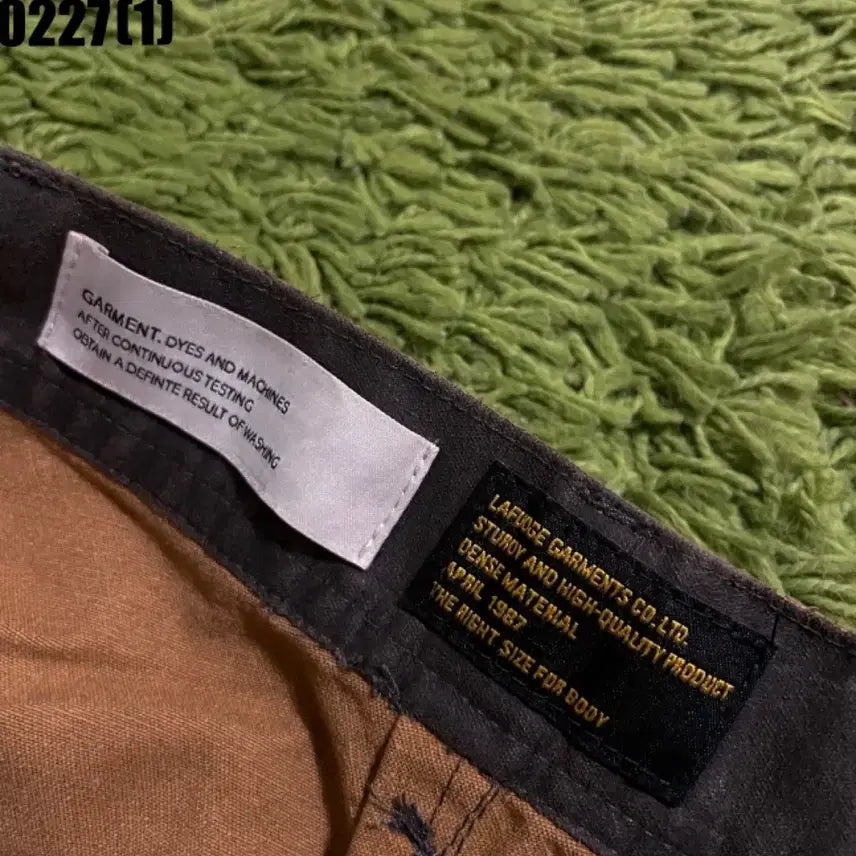 0227(1)
GARMENT. DYES AND MACHINES
AFTER CONTINUOUS TESTING
OBTAIN A DEFINTE RESULT OF WASHING
LAFUDGE GARMENTS CO.LTD.
STURDY AND HIGH-QUALITY PRODUCT
DENSE MATERIAL
APRIL 1987
THE RIGHT SIZE FOR BODY